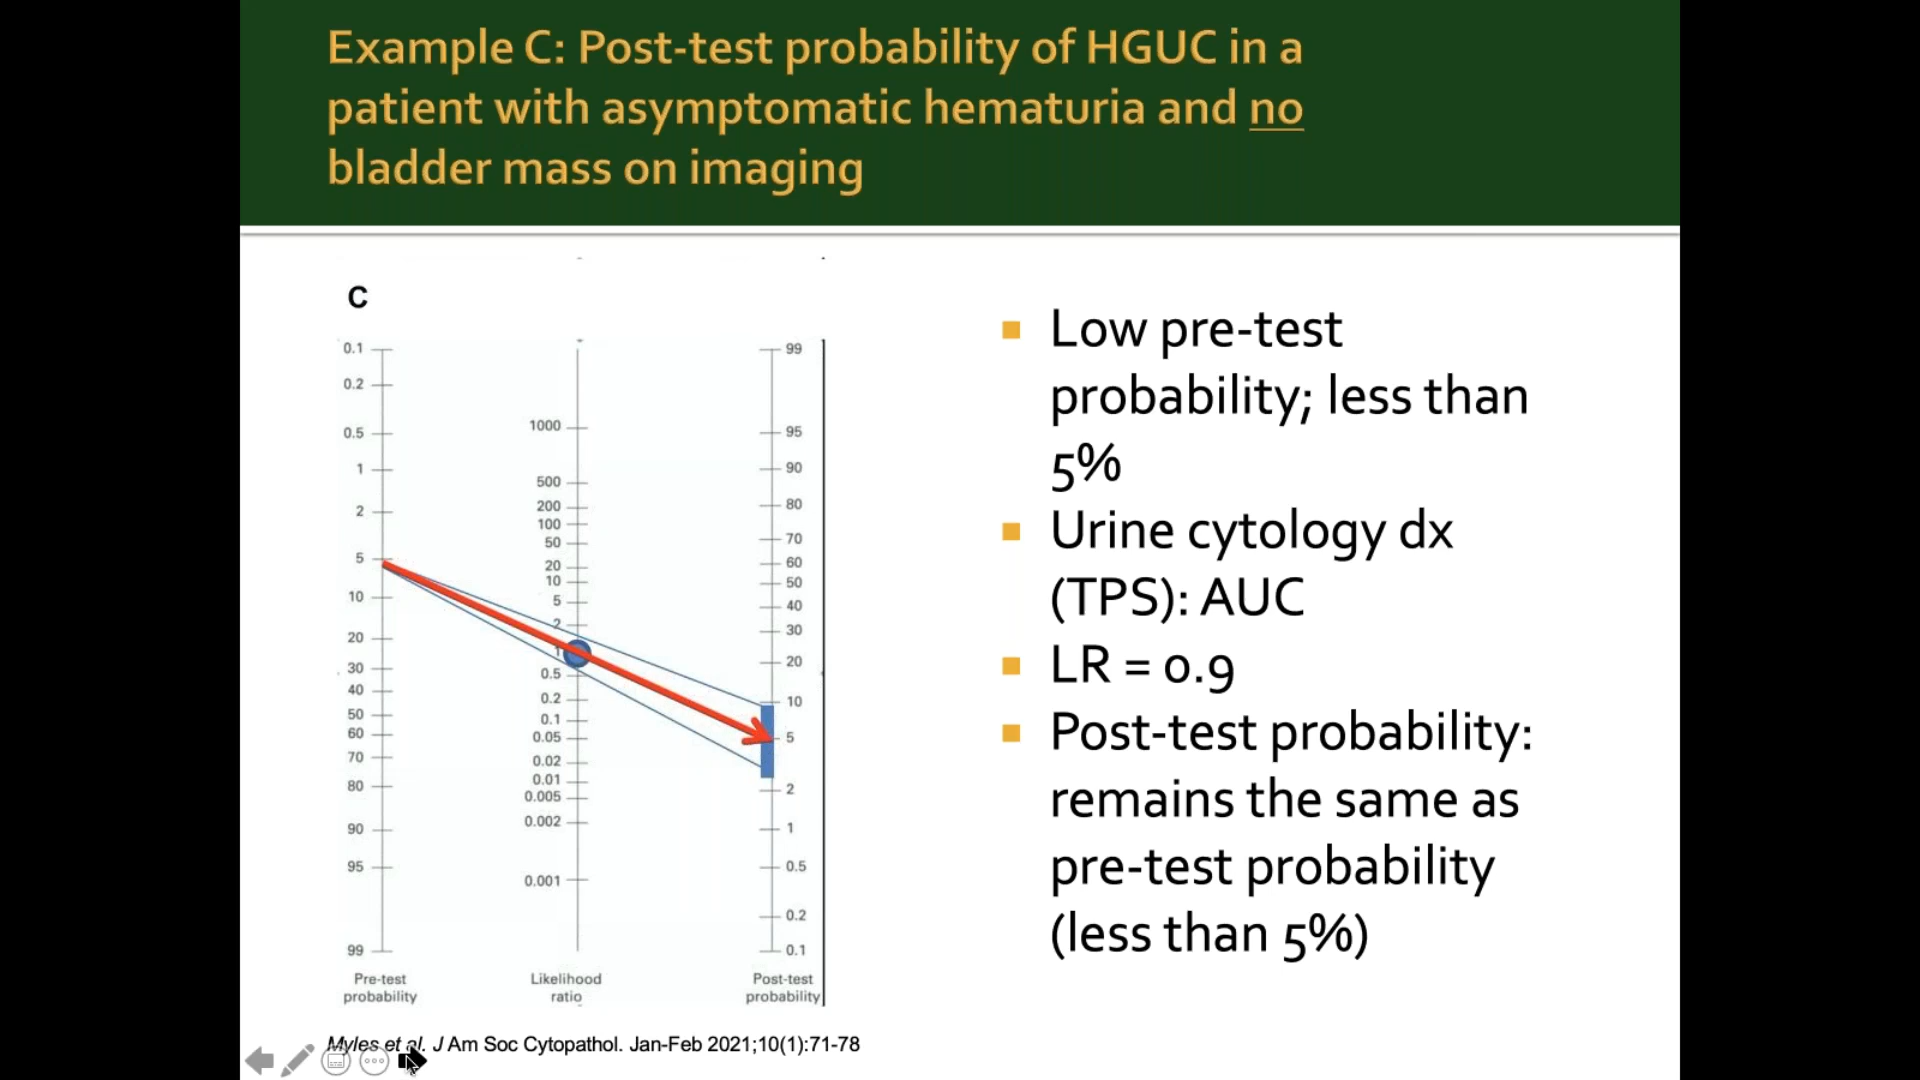 Example C: Post-test probability of HGUC in a
patient with asymptomatic hematuria and no
bladder mass on imaging
C
0.1
0.2
0.5
1
2
5
10
20
30
40
50
60
70
80
90
95
99
Pre-test
probability
1000
500
200
100
50
20
10
5
2
1
0.5
0.2
0.1
0.05
0.02
0.01
0.005
0.002
0.001
Likelihood
ratio
99
95
90
80
70
60
50
40
30
20
10
5
2
1
0.5
0.2
0.1
Post-test
probability
Low pre-test
probability; less than
5%
Urine cytology dx
(TPS): AUC
LR = 0.9
Post-test probability:
remains the same as
pre-test probability
(less than 5%)
Myles et al. J Am Soc Cytopathol. Jan-Feb 2021;10(1):71-78